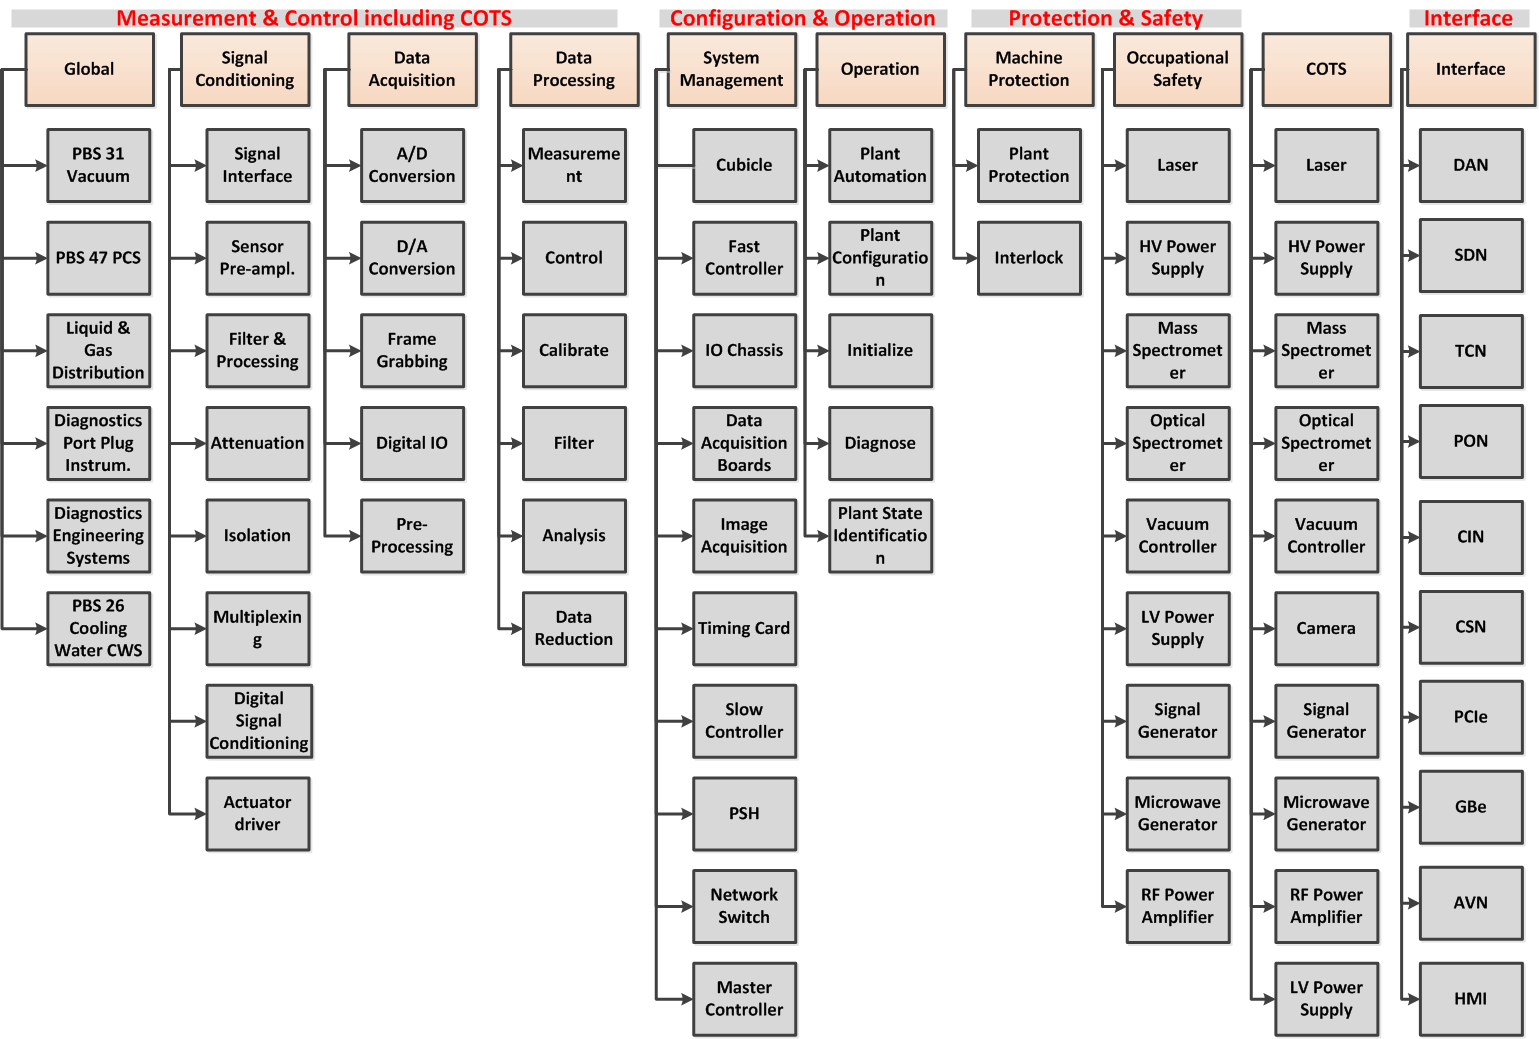 Measurement & Control including COTS
Configuration & Operation
Protection & Safety
Interface
Global
PBS 31
Vacuum
PBS 47 PCS
Liquid &
Gas
Distribution
Diagnostics
Port Plug
Instrum.
Diagnostics
Engineering
Systems
PBS 26
Cooling
Water CWS
Signal
Conditioning
Signal
Interface
Sensor
Pre-ampl.
Filter &
Processing
Attenuation
Isolation
Multiplexin
g
Digital
Signal
Conditioning
Actuator
driver
Data
Acquisition
A/D
Conversion
D/A
Conversion
Frame
Grabbing
Digital IO
Pre-
Processing
Data
Processing
Measureme
nt
Control
Calibrate
Filter
Analysis
Data
Reduction
System
Management
Cubicle
Fast
Controller
IO Chassis
Data
Acquisition
Boards
Image
Acquisition
Timing Card
Slow
Controller
PSH
Network
Switch
Master
Controller
Operation
Plant
Automation
Plant
Configuratio
n
Initialize
Diagnose
Plant State
Identificatio
n
Machine
Protection
Plant
Protection
Interlock
Occupational
Safety
Laser
HV Power
Supply
Mass
Spectromet
er
Optical
Spectromet
er
Vacuum
Controller
LV Power
Supply
Signal
Generator
Microwave
Generator
RF Power
Amplifier
COTS
Laser
HV Power
Supply
Mass
Spectromet
er
Optical
Spectromet
er
Vacuum
Controller
Camera
Signal
Generator
Microwave
Generator
RF Power
Amplifier
LV Power
Supply
Interface
DAN
SDN
TCN
PON
CIN
CSN
PCIe
GBe
AVN
HMI